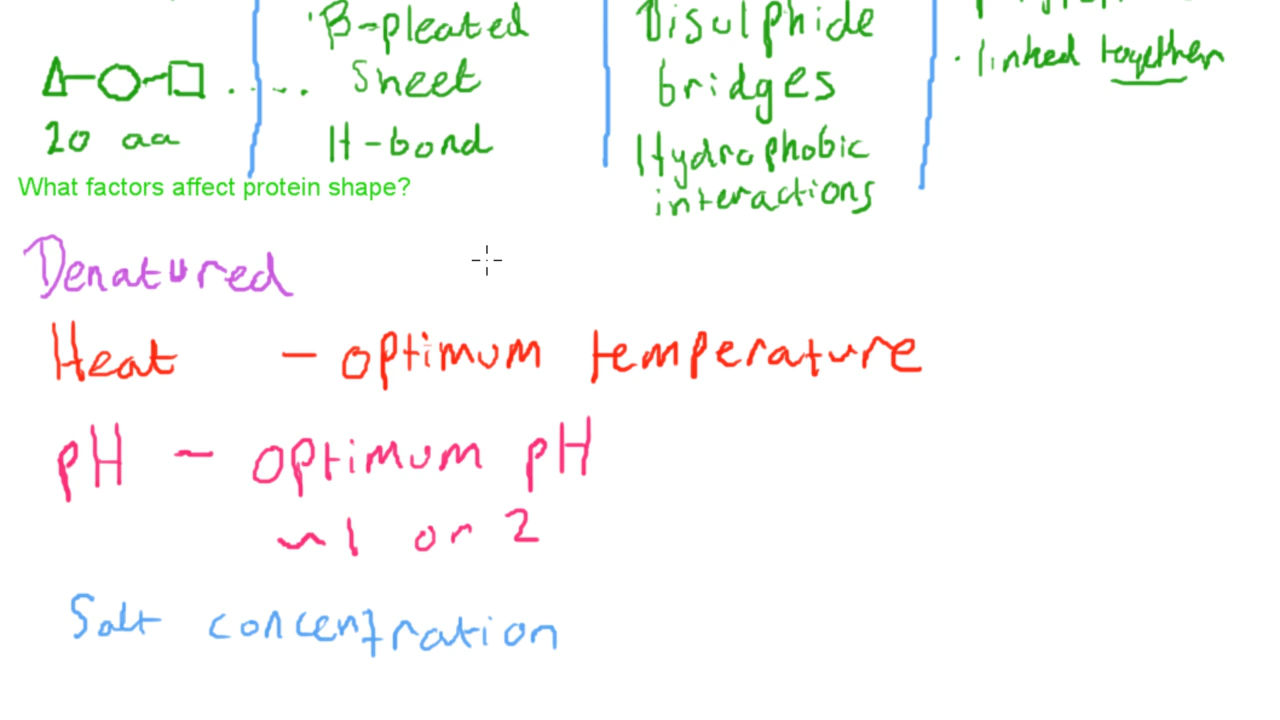 β-pleated
Sheet
H-bond
Disulphide
bridges
Hydrophobic
interactions
· linked together
20 aa
What factors affect protein shape?
Denatured
Heat - optimum temperature
pH - optimum pH
~1 or 2
Salt concentration